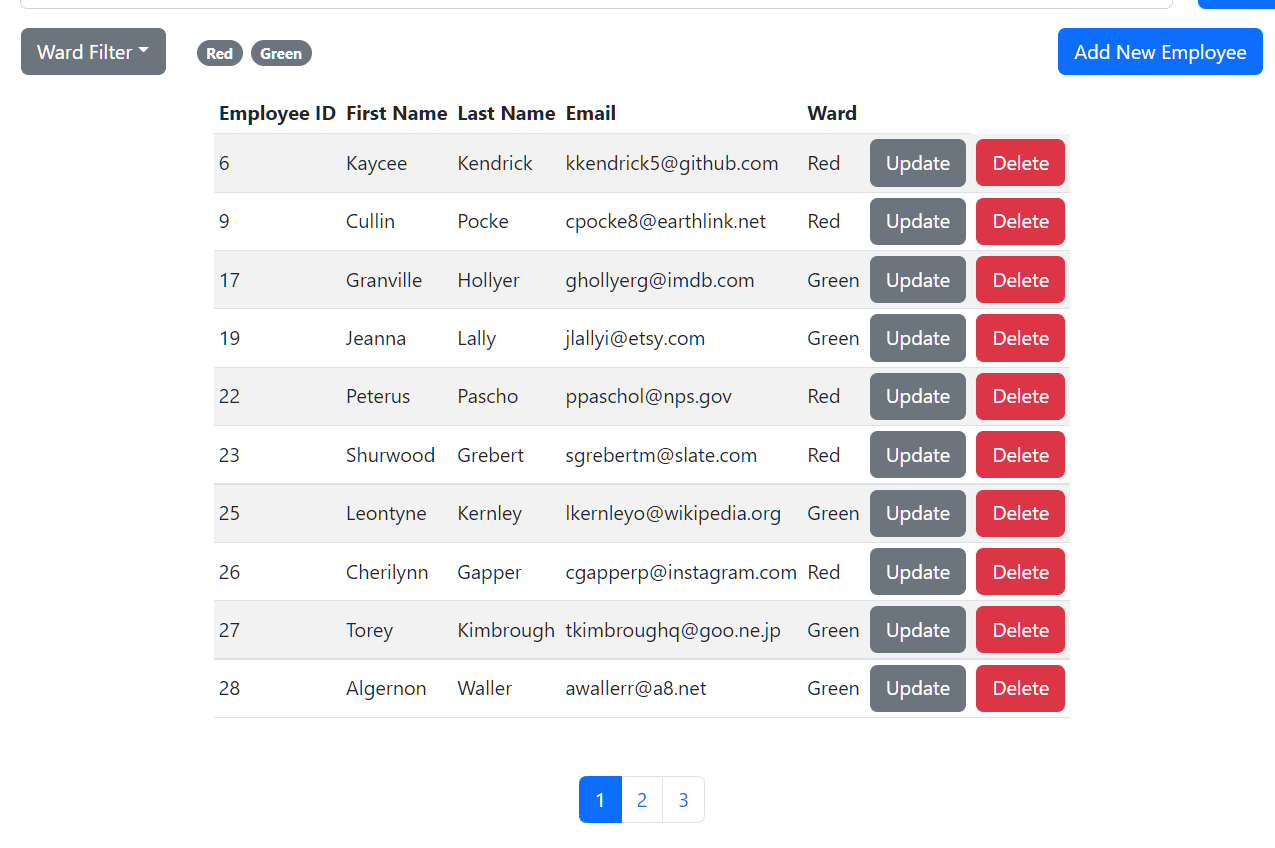 Ward Filter Red Green Add New Employee
Employee ID First Name Last Name Email Ward
6 Kaycee Kendrick kkendrick5@github.com Red Update Delete
9 Cullin Pocke cpocke8@earthlink.net Red Update Delete
17 Granville Hollyer ghollyerg@imdb.com Green Update Delete
19 Jeanna Lally jlallyi@etsy.com Green Update Delete
22 Peterus Pascho ppaschol@nps.gov Red Update Delete
23 Shurwood Grebert sgrebertm@slate.com Red Update Delete
25 Leontyne Kernley lkernleyo@wikipedia.org Green Update Delete
26 Cherilynn Gapper cgapperp@instagram.com Red Update Delete
27 Torey Kimbrough tkimbroughq@goo.ne.jp Green Update Delete
28 Algernon Waller awallerr@a8.net Green Update Delete
1 2 3